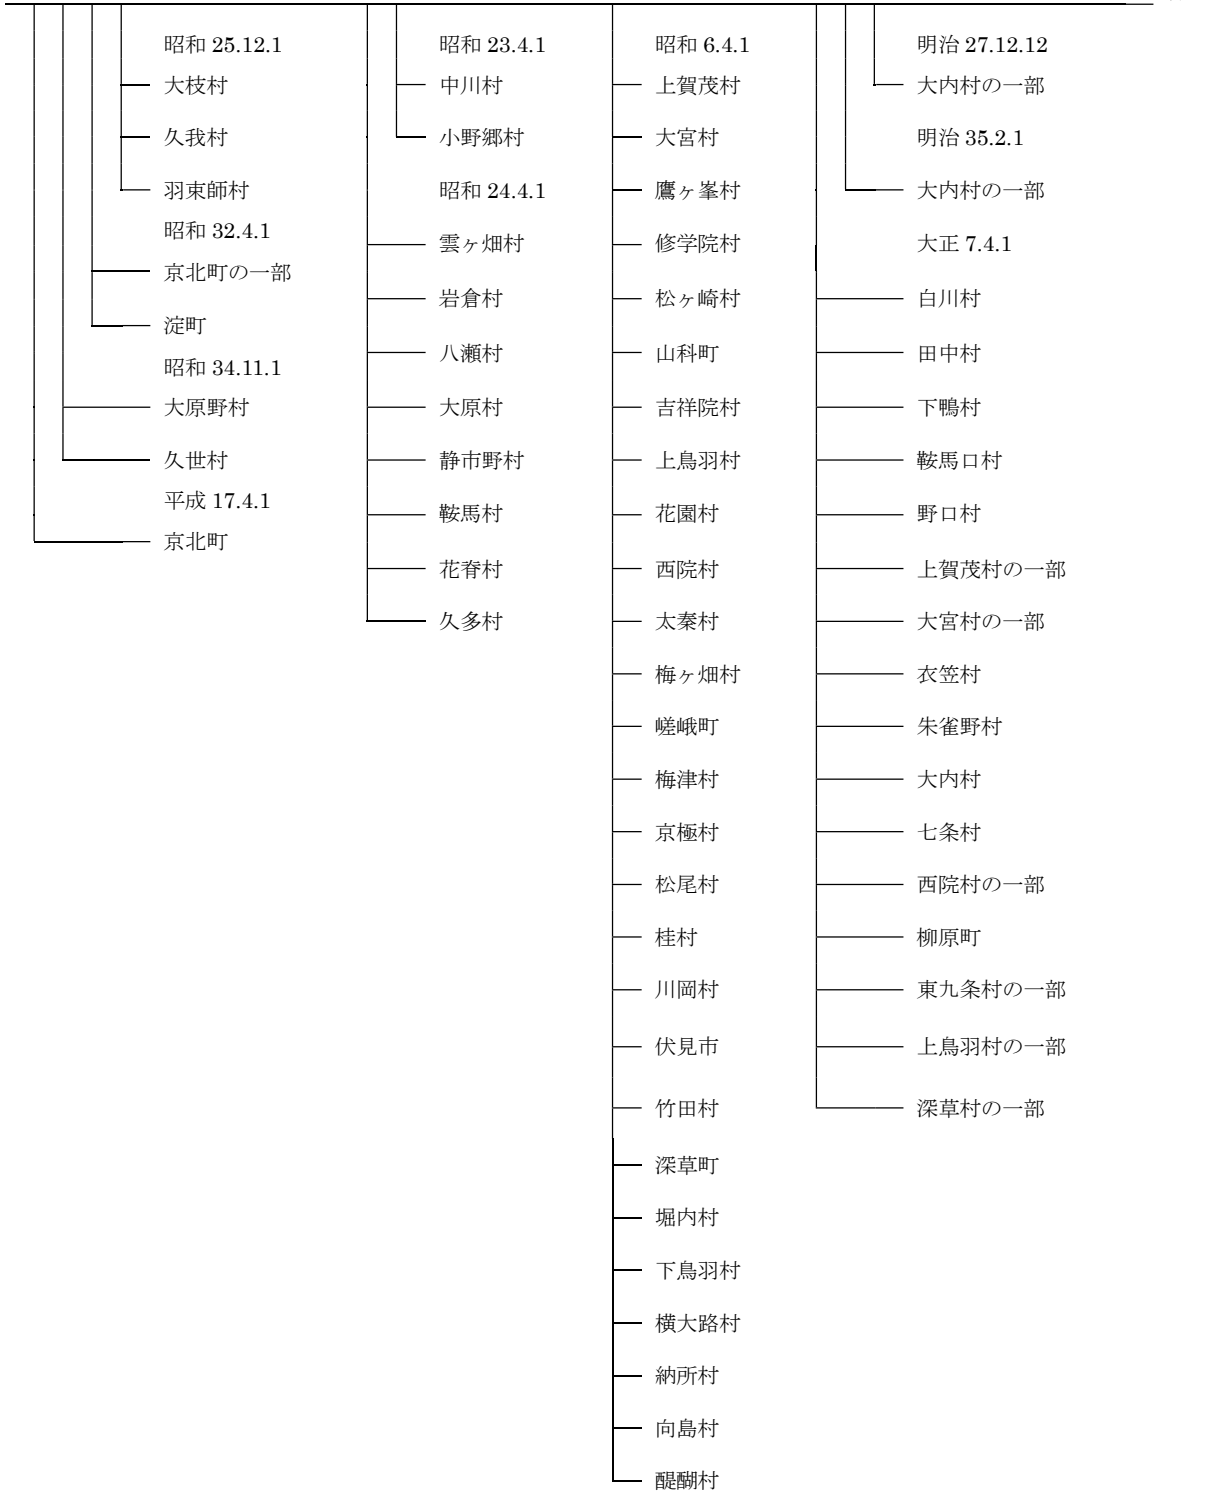 昭和 25.12.1
大枝村
久我村
羽束師村
昭和 32.4.1
京北町の一部
淀町
昭和 34.11.1
大原野村
久世村
平成 17.4.1
京北町
昭和 23.4.1
中川村
小野郷村
昭和 24.4.1
雲ヶ畑村
岩倉村
八瀬村
大原村
静市野村
鞍馬村
花脊村
久多村
昭和 6.4.1
上賀茂村
大宮村
鷹ヶ峯村
修学院村
松ヶ崎村
山科町
吉祥院村
上鳥羽村
花園村
西院村
太秦村
梅ヶ畑村
嵯峨町
梅津村
京極村
松尾村
桂村
川岡村
伏見市
竹田村
深草町
堀内村
下鳥羽村
横大路村
納所村
向島村
醍醐村
明治 27.12.12
大内村の一部
明治 35.2.1
大内村の一部
大正 7.4.1
白川村
田中村
下鴨村
鞍馬口村
野口村
上賀茂村の一部
大宮村の一部
衣笠村
朱雀野村
大内村
七条村
西院村の一部
柳原町
東九条村の一部
上鳥羽村の一部
深草村の一部